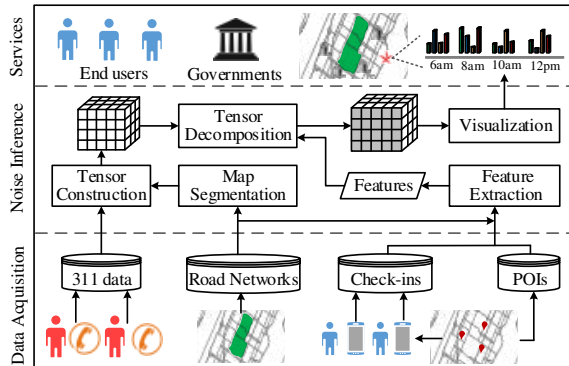 Services
End users
Governments
6am 8am 10am 12pm
Noise Inference
Tensor
Decomposition
Visualization
Tensor
Construction
Map
Segmentation
Features
Feature
Extraction
Data Acquisition
311 data
Road Networks
Check-ins
POIs